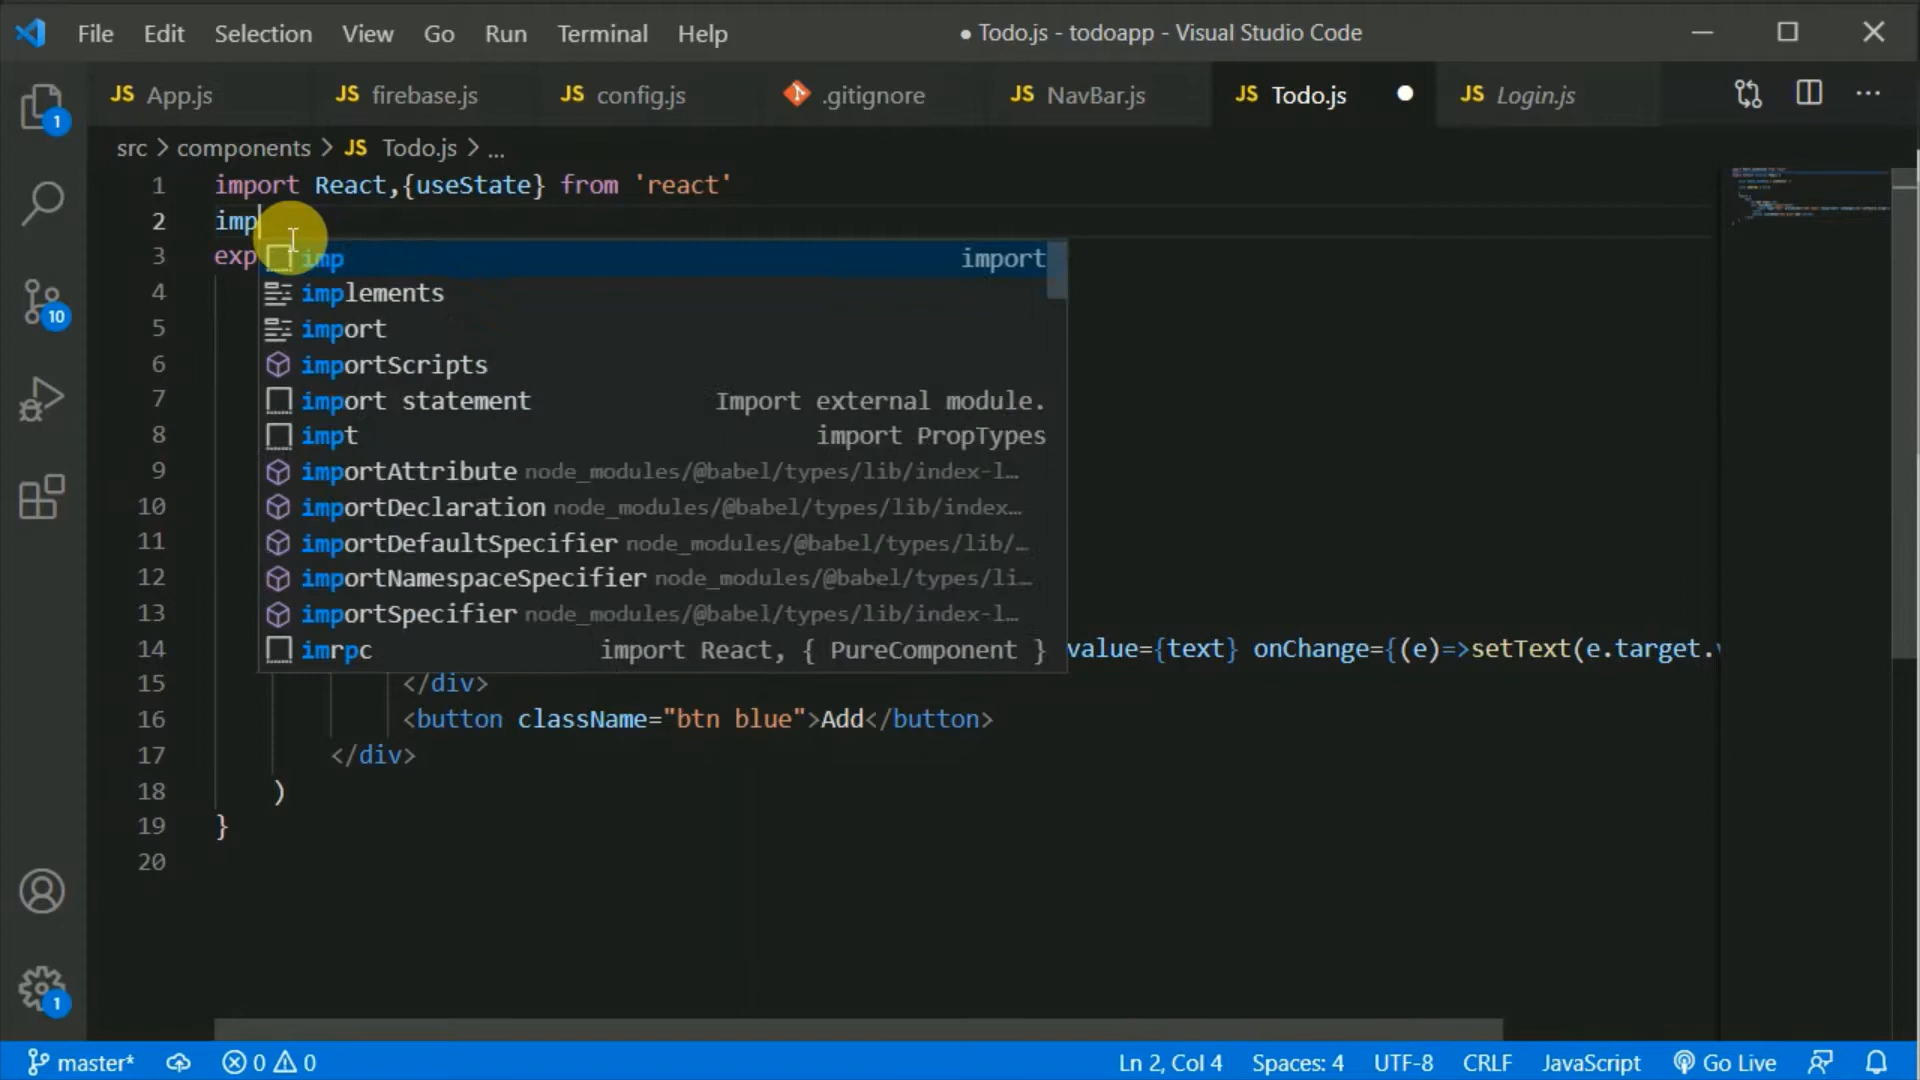 File Edit Selection View Go Run Terminal Help
● Todo.js - todoapp - Visual Studio Code
JS App.js JS firebase.js JS config.js .gitignore JS NavBar.js JS Todo.js JS Login.js ...
src > components > JS Todo.js > ...
1 import React,{useState} from 'react'
2 imp
3 exp
imp import
4 implements
5 import
6 importScripts
7 import statement Import external module.
8 impt import PropTypes
9 importAttribute node_modules/@babel/types/lib/index-l…
10 importDeclaration node_modules/@babel/types/lib/index…
11 importDefaultSpecifier node_modules/@babel/types/lib/…
12 importNamespaceSpecifier node_modules/@babel/types/li…
13 importSpecifier node_modules/@babel/types/lib/index-l…
14 imrpc import React, { PureComponent } value={text} onChange={(e)=>setText(e.target.
15 </div>
16 <button className="btn blue">Add</button>
17 </div>
18 )
19 }
20
1
10
1
master* 0 0 Ln 2, Col 4 Spaces: 4 UTF-8 CRLF JavaScript Go Live